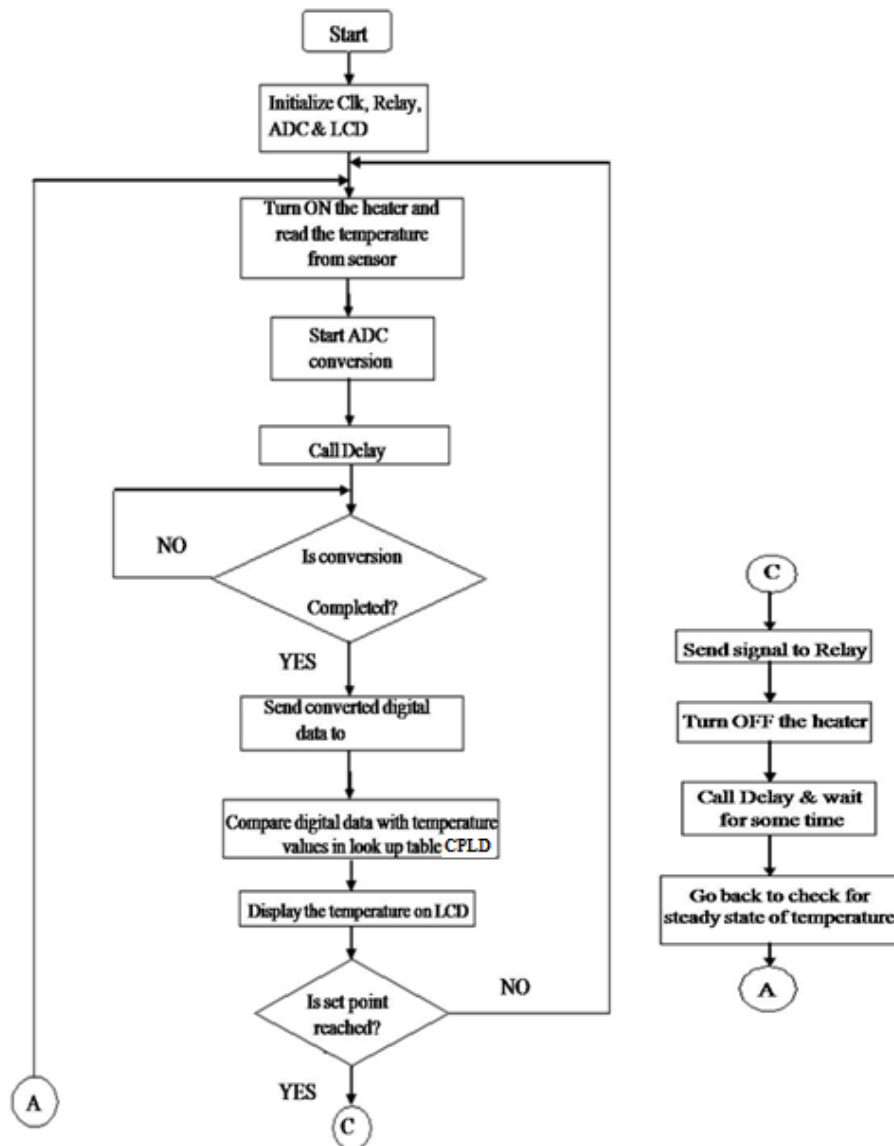 Start
Initialize Clk, Relay,
ADC & LCD
Turn ON the heater and
read the temperature
from sensor
Start ADC
conversion
Call Delay
NO
Is conversion
Completed?
YES
Send converted digital
data to
Compare digital data with temperature
values in look up table CPLD
Display the temperature on LCD
Is set point
reached?
NO
YES
A
C
C
Send signal to Relay
Turn OFF the heater
Call Delay & wait
for some time
Go back to check for
steady state of temperature
A